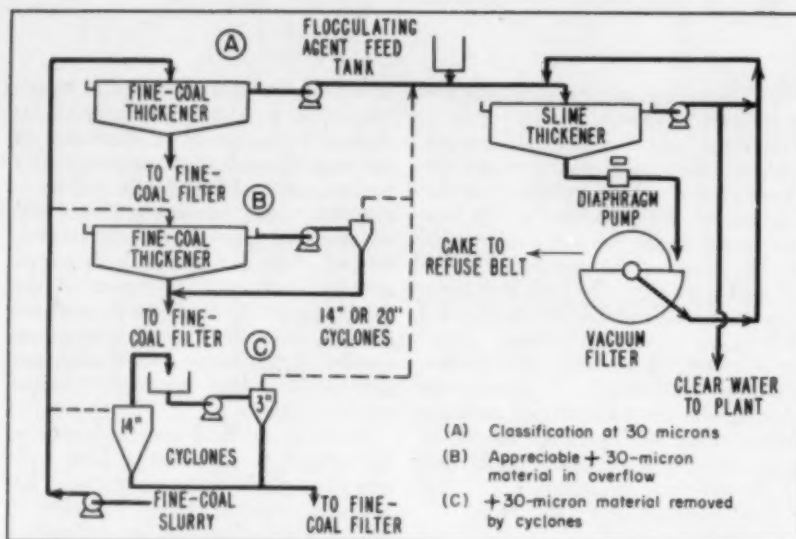 (A)
FLOCCULATING
AGENT FEED
TANK
FINE-COAL
THICKENER
SLIME
THICKENER
TO FINE-
COAL FILTER
(B)
DIAPHRAGM
PUMP
FINE-COAL
THICKENER
CAKE TO
REFUSE BELT
14" OR 20"
CYCLONES
TO FINE-
COAL FILTER
(C)
VACUUM
FILTER
CLEAR WATER
TO PLANT
14"
3"
CYCLONES
FINE-COAL
SLURRY
TO FINE-
COAL FILTER
(A) Classification at 30 microns
(B) Appreciable + 30-micron
material in overflow
(C) +30-micron material removed
by cyclones